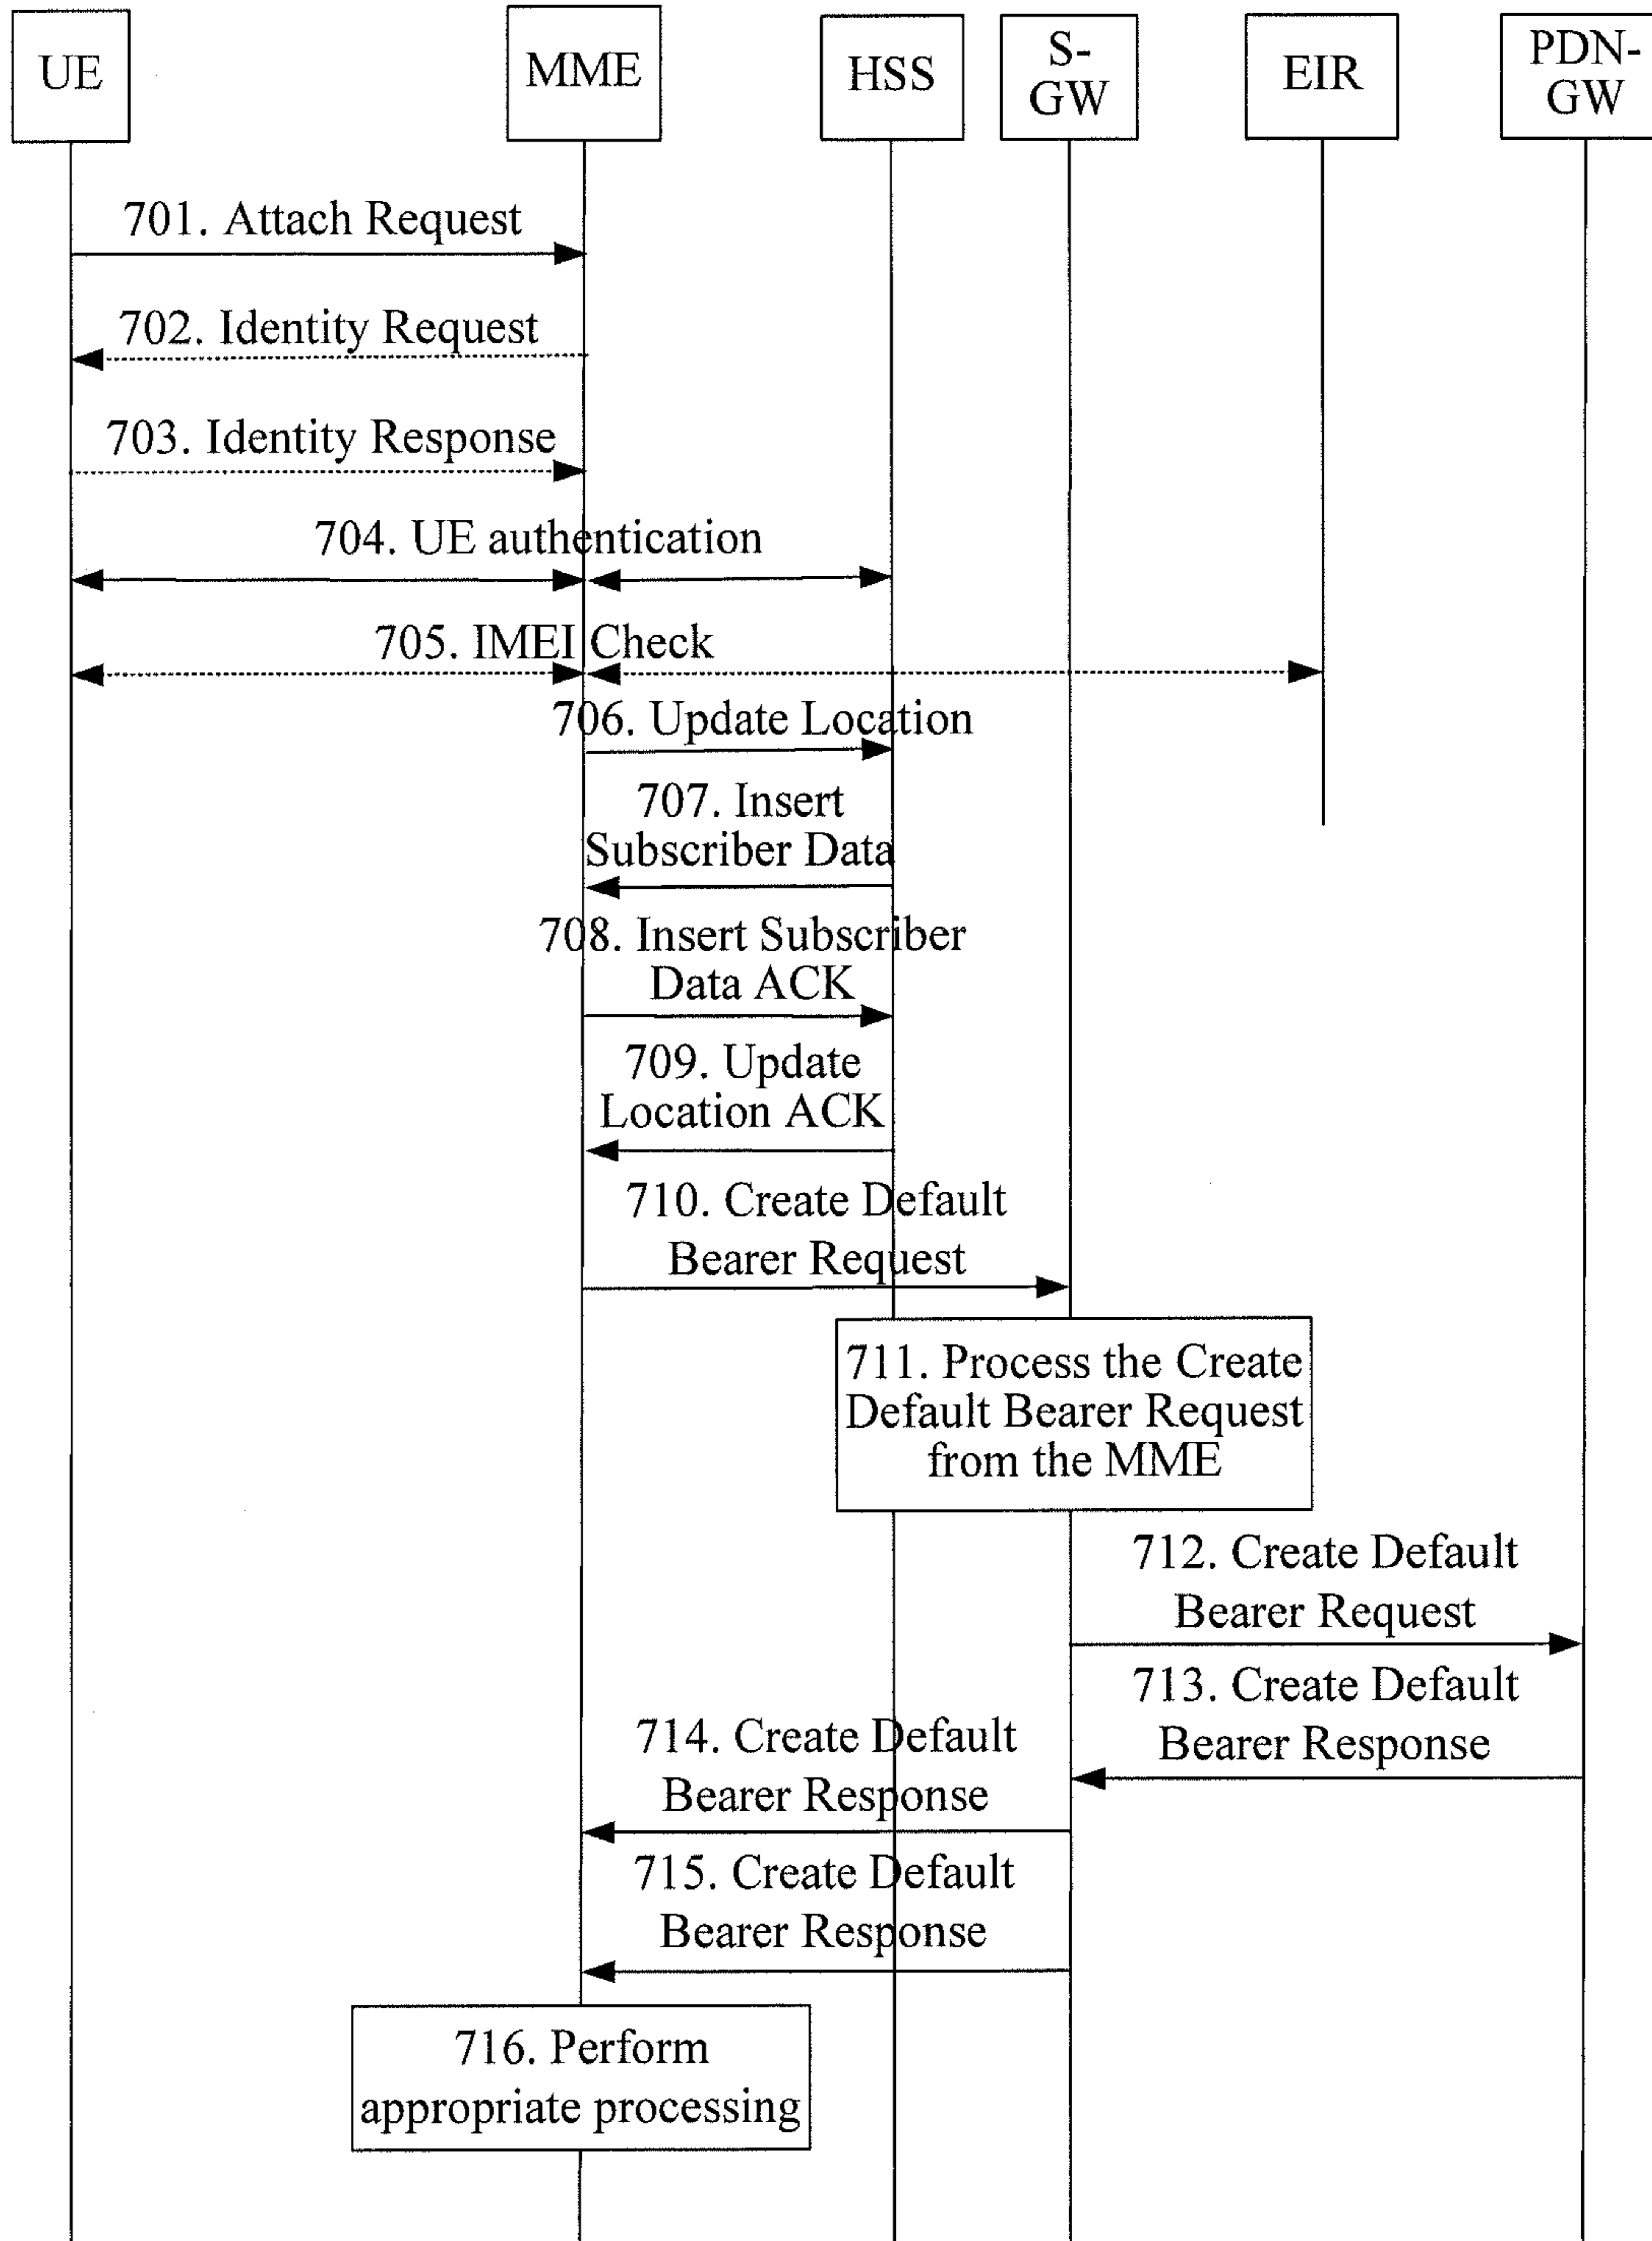 UE
MME
HSS
S-
GW
EIR
PDN-
GW
701. Attach Request
702. Identity Request
703. Identity Response
704. UE authentication
705. IMEI Check
706. Update Location
707. Insert
Subscriber Data
708. Insert Subscriber
Data ACK
709. Update
Location ACK
710. Create Default
Bearer Request
711. Process the Create
Default Bearer Request
from the MME
712. Create Default
Bearer Request
713. Create Default
Bearer Response
714. Create Default
Bearer Response
715. Create Default
Bearer Response
716. Perform
appropriate processing